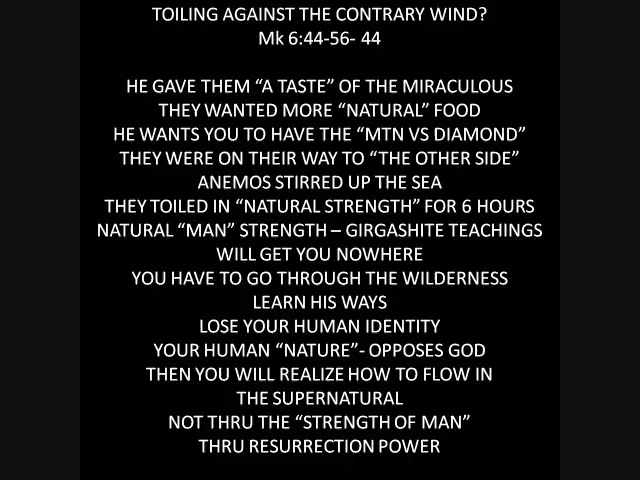 TOILING AGAINST THE CONTRARY WIND?
Mk 6:44-56- 44
HE GAVE THEM “A TASTE” OF THE MIRACULOUS
THEY WANTED MORE “NATURAL” FOOD
HE WANTS YOU TO HAVE THE “MTN VS DIAMOND”
THEY WERE ON THEIR WAY TO “THE OTHER SIDE”
ANEMOS STIRRED UP THE SEA
THEY TOILED IN “NATURAL STRENGTH” FOR 6 HOURS
NATURAL “MAN” STRENGTH – GIRGASHITE TEACHINGS
WILL GET YOU NOWHERE
YOU HAVE TO GO THROUGH THE WILDERNESS
LEARN HIS WAYS
LOSE YOUR HUMAN IDENTITY
YOUR HUMAN “NATURE”- OPPOSES GOD
THEN YOU WILL REALIZE HOW TO FLOW IN
THE SUPERNATURAL
NOT THRU THE “STRENGTH OF MAN”
THRU RESURRECTION POWER